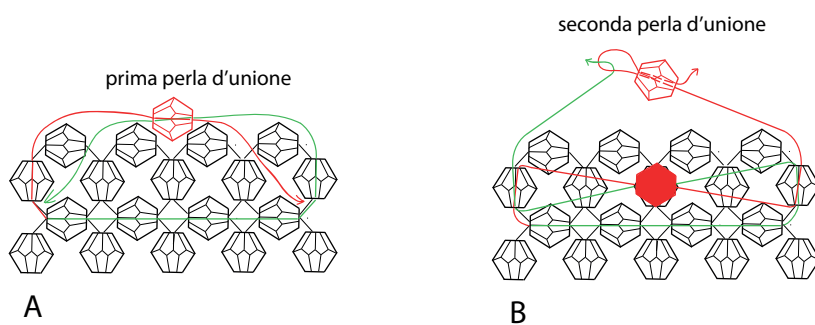 prima perla d'unione
A
seconda perla d'unione
B